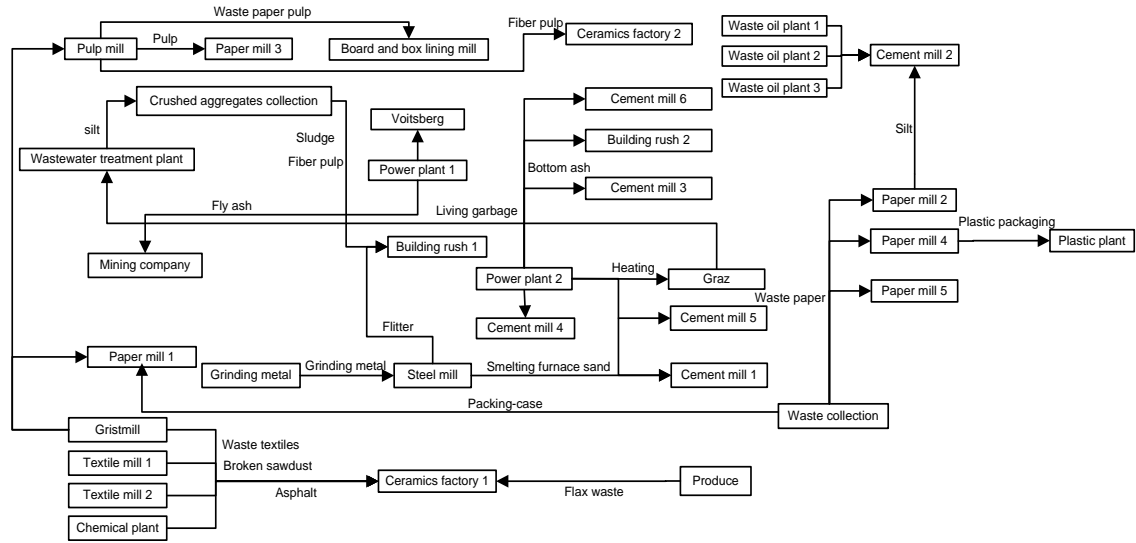 Waste paper pulp
Pulp mill
Pulp
Paper mill 3
Board and box lining mill
Fiber pulp
Ceramics factory 2
Waste oil plant 1
Waste oil plant 2
Waste oil plant 3
Cement mill 2
Crushed aggregates collection
silt
Sludge
Fiber pulp
Wastewater treatment plant
Voitsberg
Power plant 1
Cement mill 6
Building rush 2
Bottom ash
Cement mill 3
Silt
Fly ash
Living garbage
Mining company
Building rush 1
Power plant 2
Heating
Graz
Cement mill 4
Cement mill 5
Paper mill 2
Paper mill 4
Plastic packaging
Plastic plant
Waste paper
Paper mill 5
Flitter
Paper mill 1
Grinding metal
Grinding metal
Steel mill
Smelting furnace sand
Cement mill 1
Packing-case
Waste collection
Gristmill
Textile mill 1
Textile mill 2
Chemical plant
Waste textiles
Broken sawdust
Asphalt
Ceramics factory 1
Flax waste
Produce